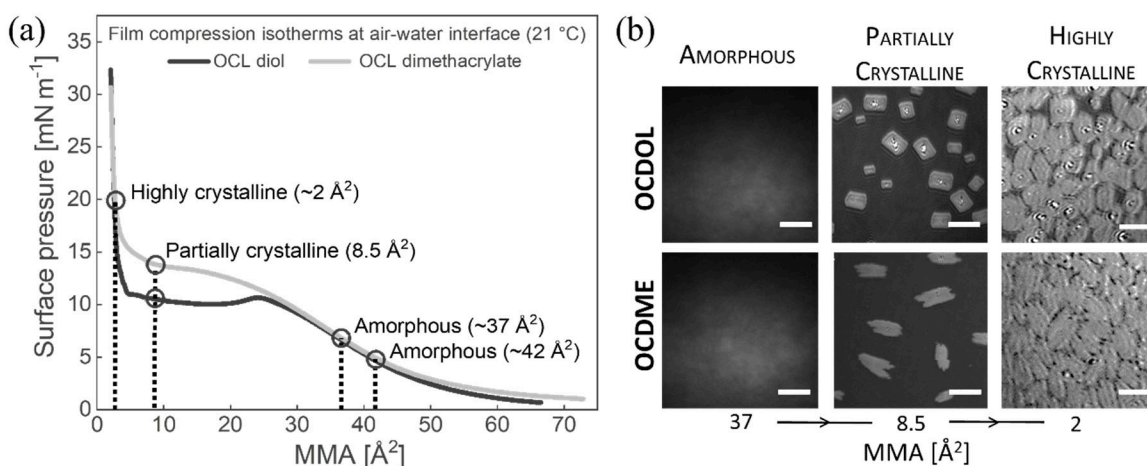 (a)
Film compression isotherms at air-water interface (21 °C)
OCL diol OCL dimethacrylate
Surface pressure [mN m⁻¹]
35
30
25
20
15
10
5
0
Highly crystalline (~2 Å²)
Partially crystalline (8.5 Å²)
Amorphous (~37 Å²)
Amorphous (~42 Å²)
0 10 20 30 40 50 60 70
MMA [Å²]
(b)
AMORPHOUS
PARTIALLY
CRYSTALLINE
HIGHLY
CRYSTALLINE
OCDOL
OCDME
37 8.5 2
MMA [Å²]